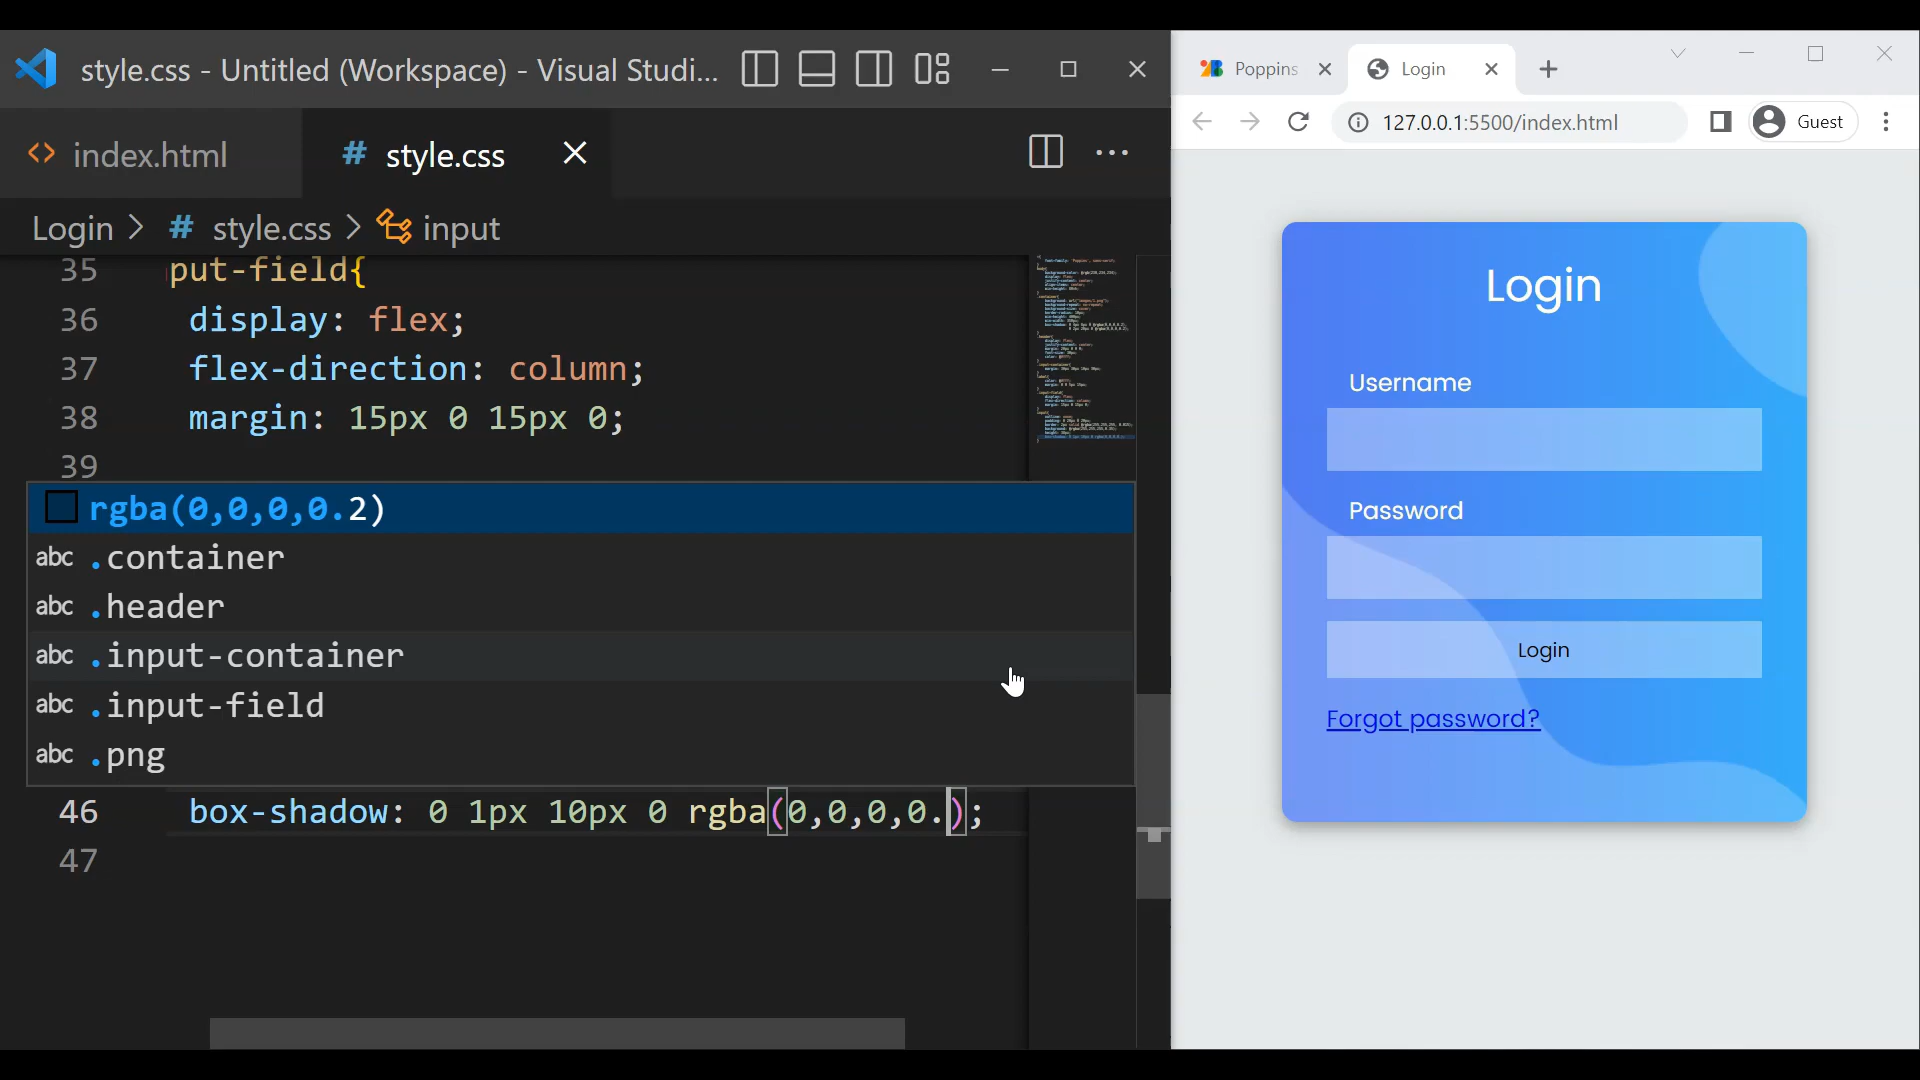 style.css - Untitled (Workspace) - Visual Studi...
index.html
# style.css
Login > # style.css > input
35 put-field{
36 display: flex;
37 flex-direction: column;
38 margin: 15px 0 15px 0;
39
rgba(0,0,0,0.2)
abc .container
abc .header
abc .input-container
abc .input-field
abc .png
46 box-shadow: 0 1px 10px 0 rgba(0,0,0,0.);
47
Poppins
Login
127.0.0.1:5500/index.html
Guest
Login
Username
Password
Login
Forgot password?